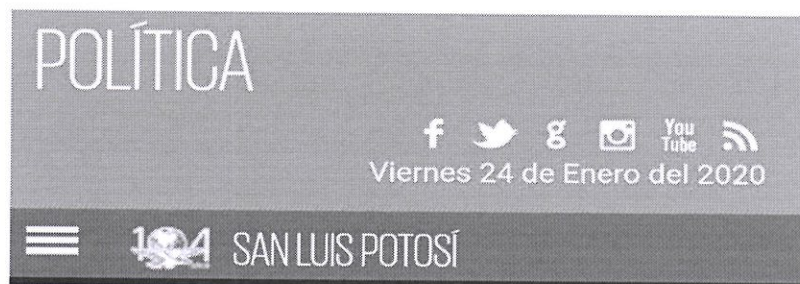 POLÍTICA
You
Tube
Viernes 24 de Enero del 2020
SAN LUIS POTOSÍ